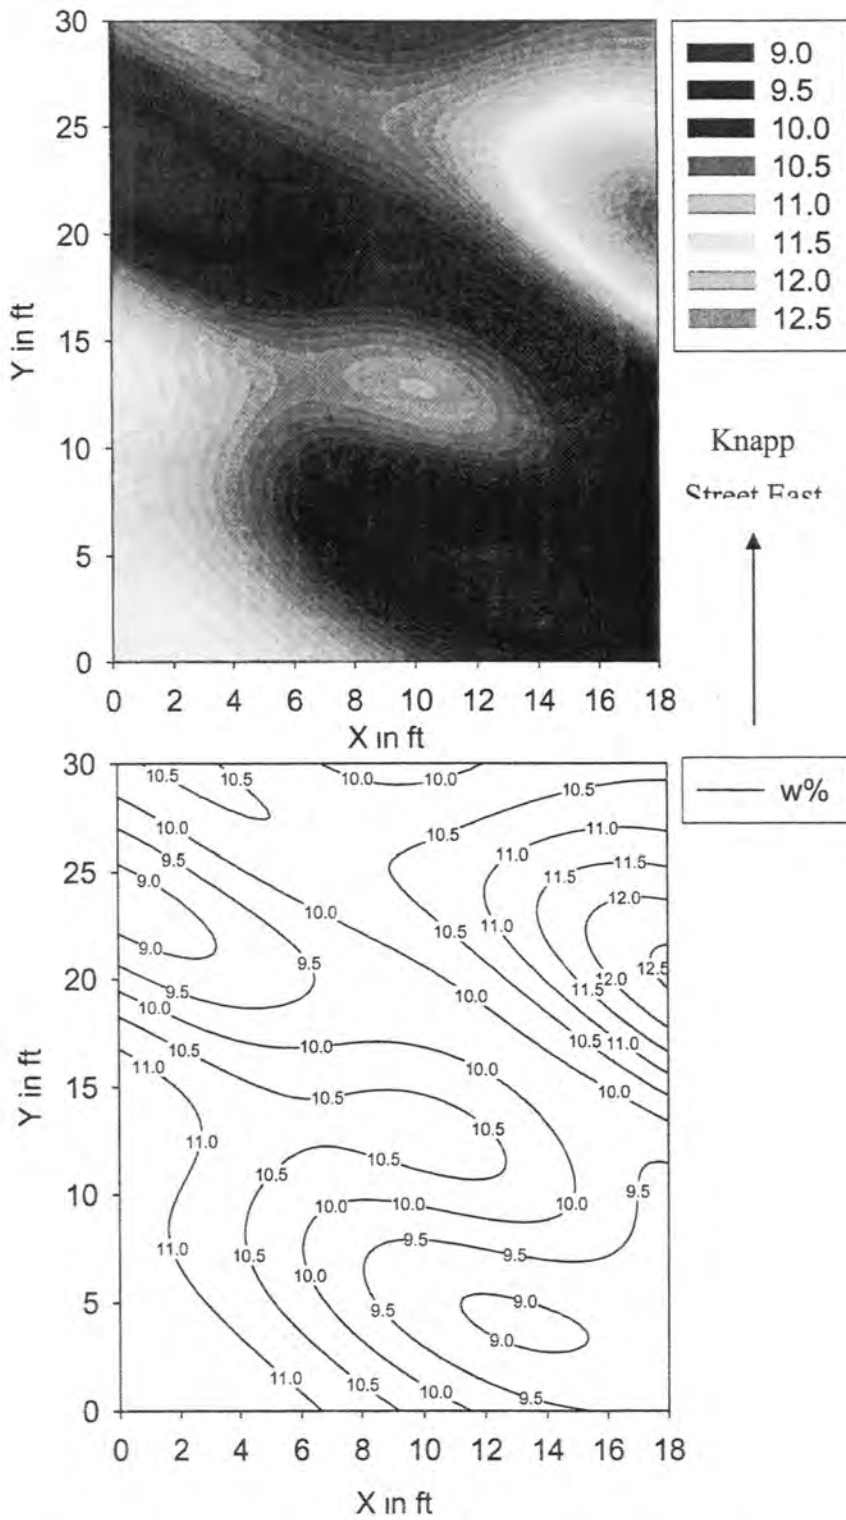 30
25
20
15
10
5
0
Y in ft
0 2 4 6 8 10 12 14 16 18
X in ft
9.0
9.5
10.0
10.5
11.0
11.5
12.0
12.5
Knapp
Street East
w%
30
25
20
15
10
5
0
Y in ft
10.5 10.5 10.0 10.0
10.0 10.5
9.5 11.0 11.5
9.0 11.5 12.0
10.0 11.0 10.5
9.0 9.5 12.5 12.0
9.5 10.0 11.5
10.0 10.5 11.0
10.0
10.5 11.0 10.0 10.0
10.5
11.0 10.5
10.5 10.5
9.5
10.0 10.0 10.0
11.0 9.5
10.5 9.5
10.0
9.5 9.0
9.0
11.0 10.5 10.0 9.5
0 2 4 6 8 10 12 14 16 18
X in ft